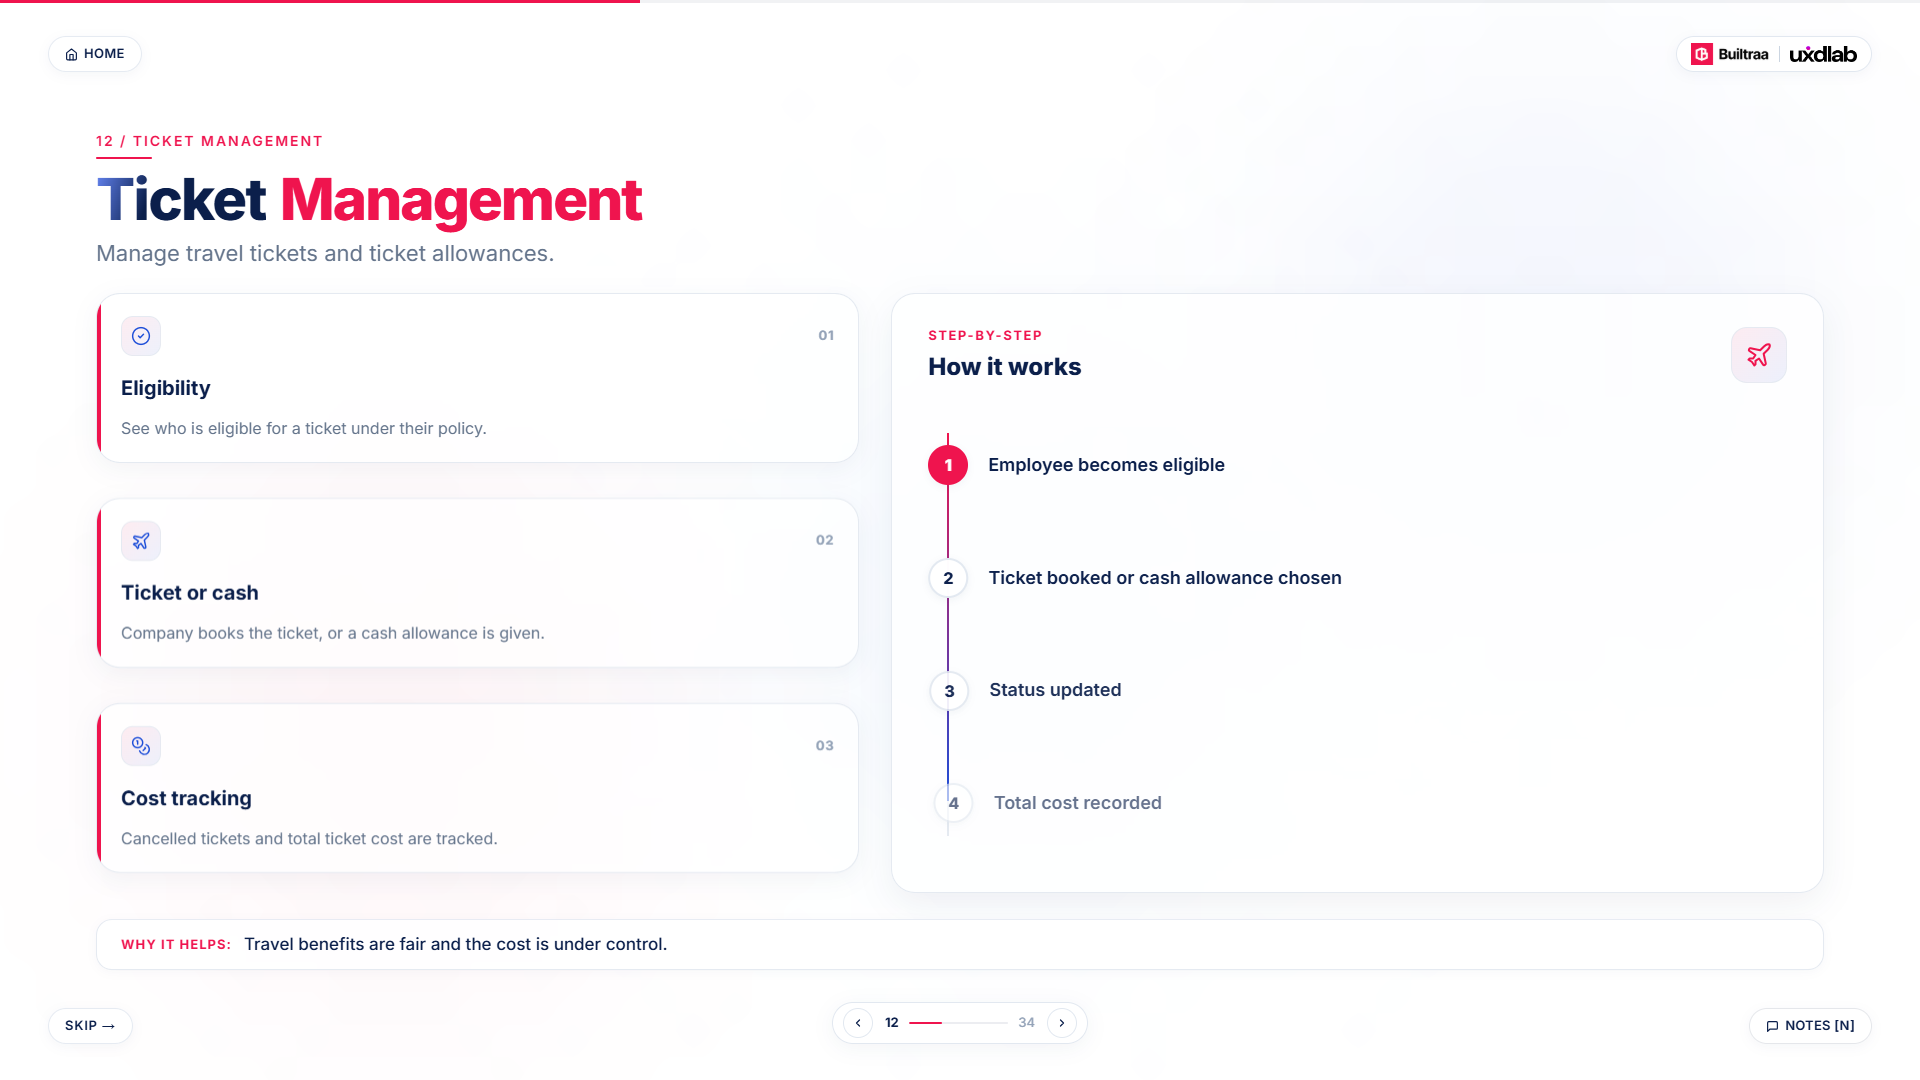 HOME
Builtraa
uxdlab
12 / TICKET MANAGEMENT
Ticket Management
Manage travel tickets and ticket allowances.
01
Eligibility
See who is eligible for a ticket under their policy.
02
Ticket or cash
Company books the ticket, or a cash allowance is given.
03
Cost tracking
Cancelled tickets and total ticket cost are tracked.
STEP-BY-STEP
How it works
1 Employee becomes eligible
2 Ticket booked or cash allowance chosen
3 Status updated
4 Total cost recorded
WHY IT HELPS: Travel benefits are fair and the cost is under control.
SKIP →
12 34
NOTES [N]